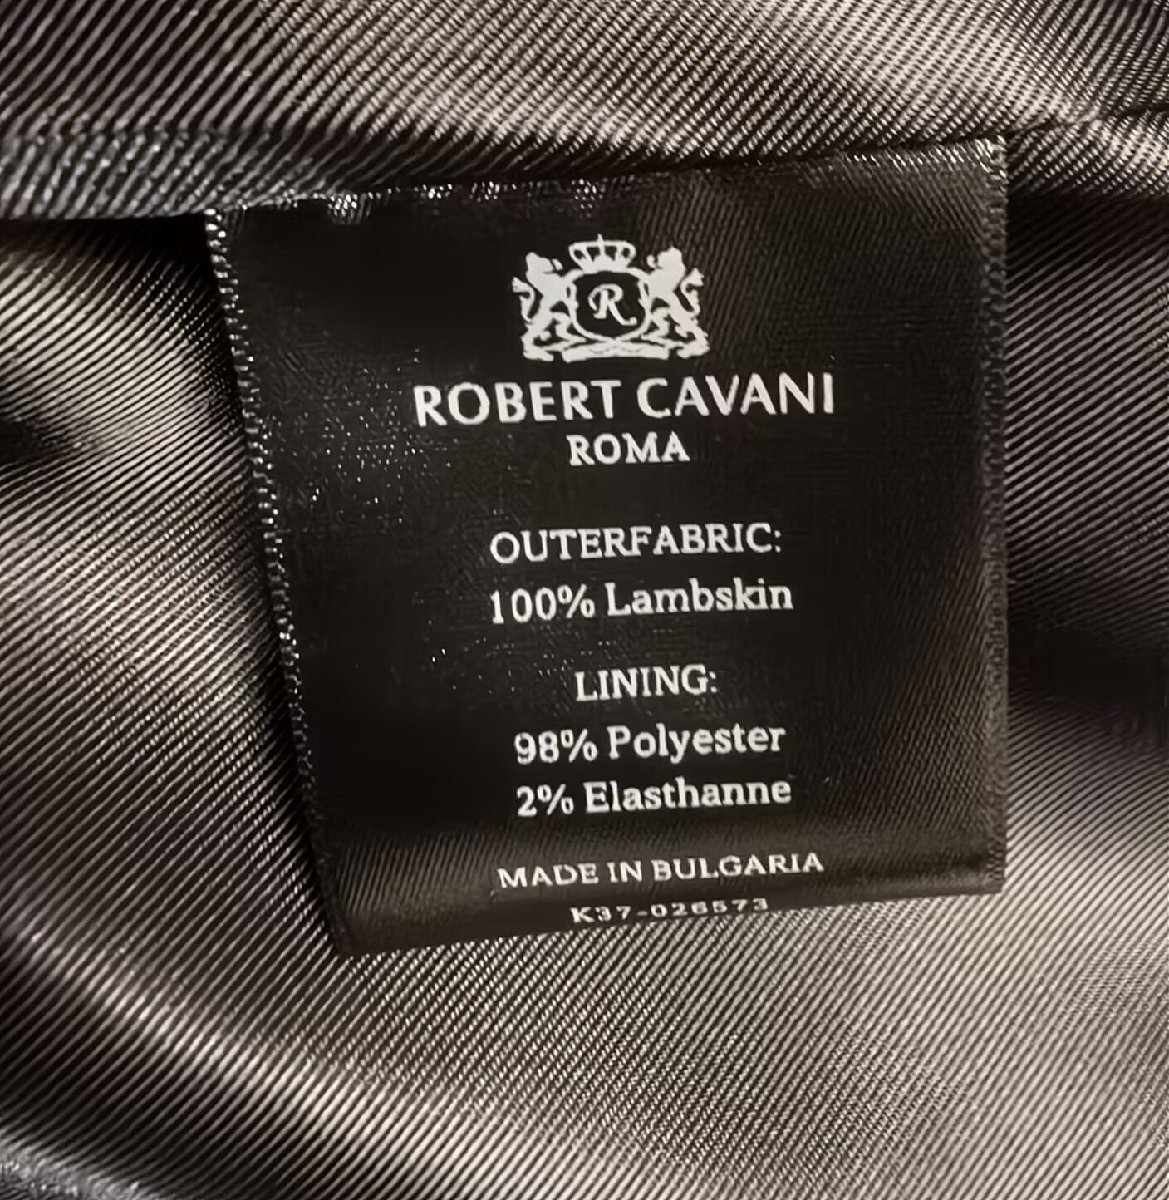 R
ROBERT CAVANI
ROMA
OUTERFABRIC:
100% Lambskin
LINING:
98% Polyester
2% Elasthanne
MADE IN BULGARIA
K37-026573